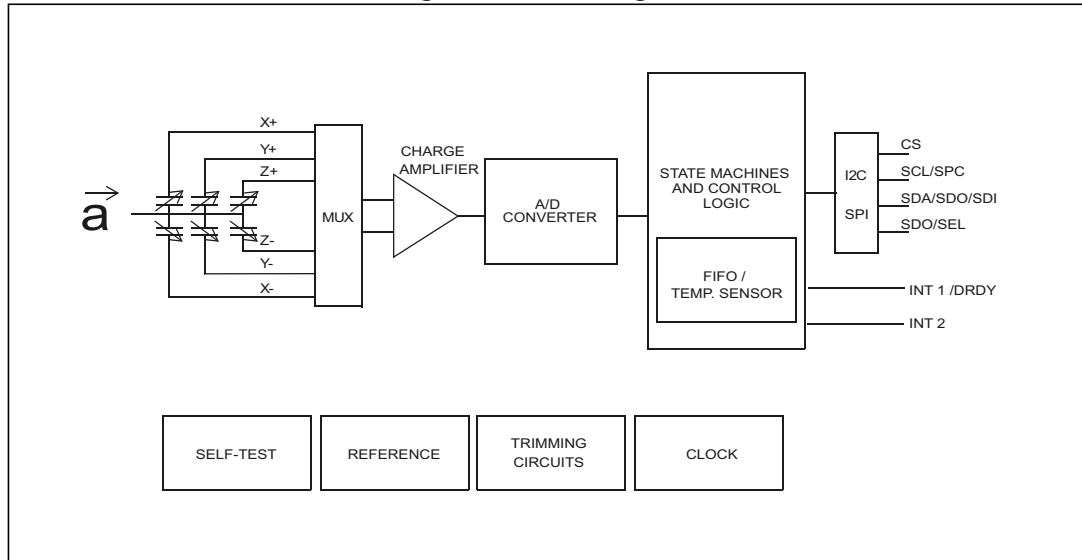 X+
Y+
Z+
a
Z-
Y-
X-
MUX
CHARGE
AMPLIFIER
A/D
CONVERTER
STATE MACHINES
AND CONTROL
LOGIC
FIFO /
TEMP. SENSOR
I2C
SPI
CS
SCL/SPC
SDA/SDO/SDI
SDO/SEL
INT 1 /DRDY
INT 2
SELF-TEST
REFERENCE
TRIMMING
CIRCUITS
CLOCK